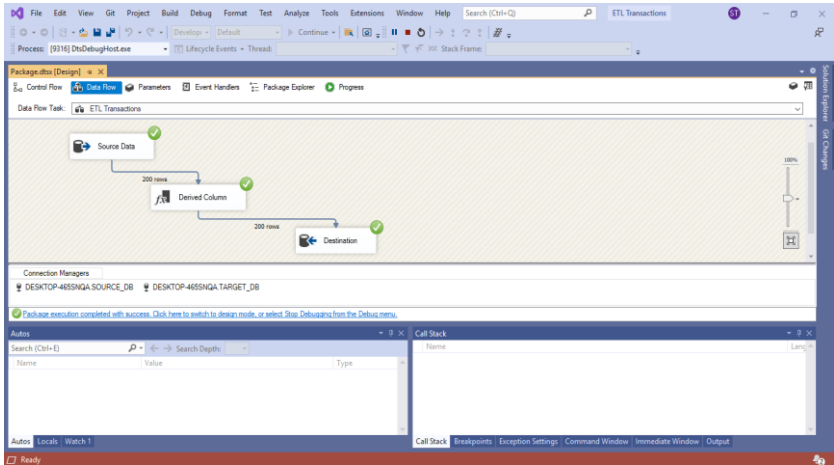 File Edit View Git Project Build Debug Format Test Analyze Tools Extensions Window Help Search (Ctrl+Q) ETL Transactions ST
Develop Default Continue
Process: [9316] DtsDebugHost.exe Lifecycle Events Thread: Stack Frame:
Package.dtsx [Design]
Control Flow Data Flow Parameters Event Handlers Package Explorer Progress
Data Flow Task: ETL Transactions
Solution Explorer
Git Changes
Source Data
200 rows
Derived Column
200 rows
Destination
100%
Connection Managers
DESKTOP-465SNQA.SOURCE_DB DESKTOP-465SNQA.TARGET_DB
Package execution completed with success. Click here to switch to design mode, or select Stop Debugging from the Debug menu.
Autos
Search (Ctrl+E) Search Depth:
Name Value Type
Autos Locals Watch 1
Call Stack
Name Lang
Call Stack Breakpoints Exception Settings Command Window Immediate Window Output
Ready